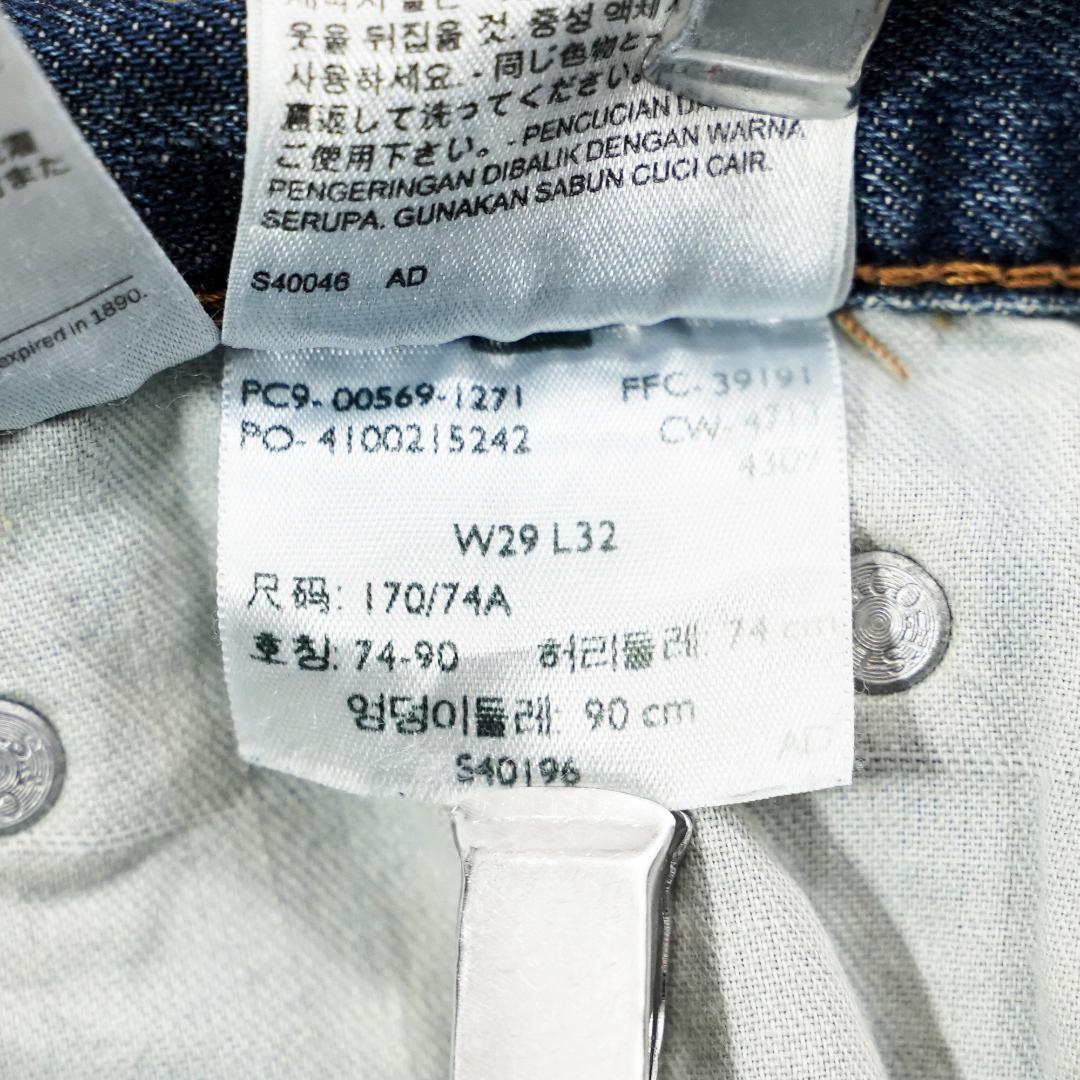 웃을 뒤집을 것. 중성 액체
사용하세요. - 同じ色物と
裏返して洗ってください。
ご使用下さい。 - PENCUCIAN
PENGERINGAN DIBALIK DENGAN WARNA
SERUPA. GUNAKAN SABUN CUCI CAIR.
S40046 AD
また
expired in 1890.
PC9-00569-1271 FFC-39191
PO-4100215242 CW-
W29 L32
尺码: 170/74A
호칭: 74-90 허리둘레: 74 cm
엉덩이둘레: 90 cm
S40196